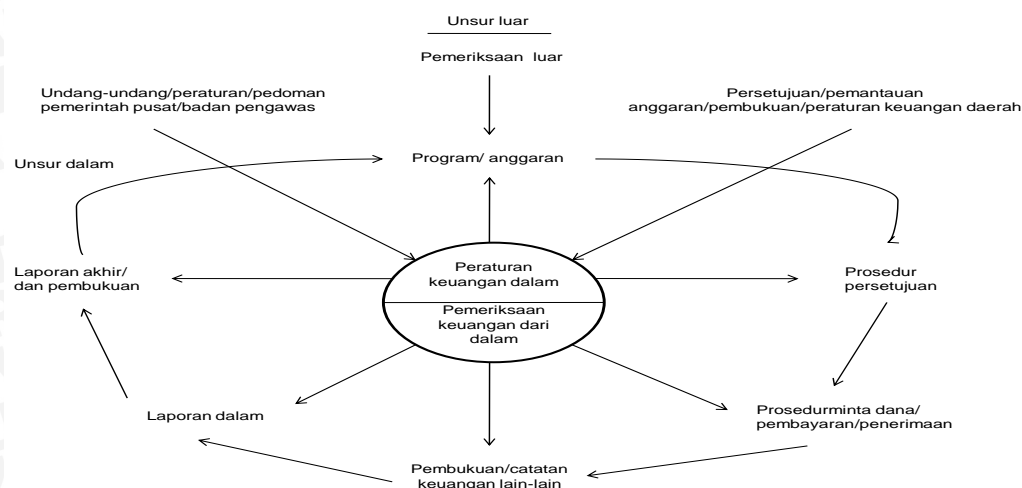 Unsur luar
Pemeriksaan luar
Undang-undang/peraturan/pedoman
pemerintah pusat/badan pengawas
Persetujuan/pemantauan
anggaran/pembukuan/peraturan keuangan daerah
Unsur dalam
Program/ anggaran
Laporan akhir/
dan pembukuan
Peraturan
keuangan dalam
Pemeriksaan
keuangan dari
dalam
Prosedur
persetujuan
Laporan dalam
Prosedurminta dana/
pembayaran/penerimaan
Pembukuan/catatan
keuangan lain-lain